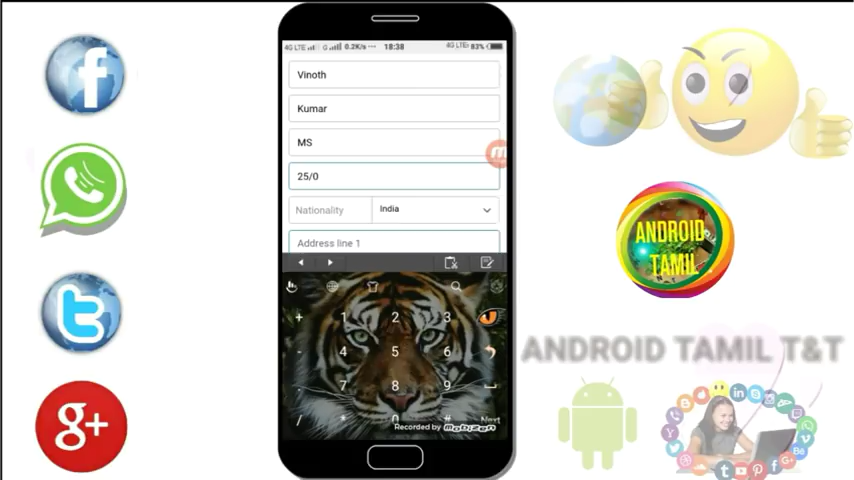 4G LTE G 0.2K/s ··· 18:38 4G LTE 83%
Vinoth
Kumar
MS
25/0
Nationality India
Address line 1
+ 1 2 3
- 4 5 6
. 7 8 9
/ * 0 # Next
Recorded by mobizen
f
t
g+
ANDROID
TAMIL
ANDROID TAMIL T&T